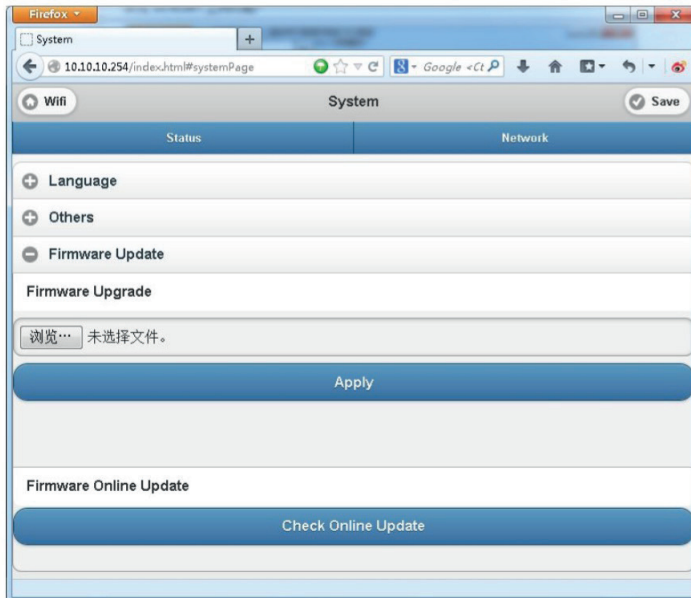 Firefox
System
10.10.10.254/index.html#systemPage
Google <Ct
Wifi
System
Save
Status
Network
Language
Others
Firmware Update
Firmware Upgrade
浏览… 未选择文件。
Apply
Firmware Online Update
Check Online Update